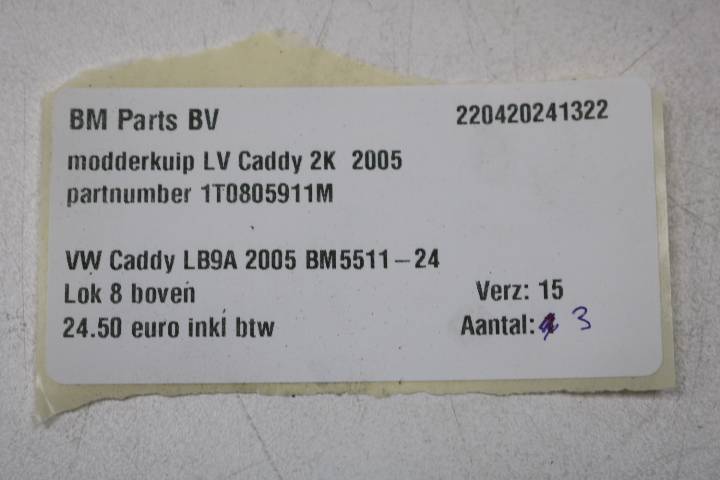 BM Parts BV 220420241322
modderkuip LV Caddy 2K 2005
partnumber 1T0805911M
VW Caddy LB9A 2005 BM5511-24
Lok 8 boven Verz: 15
24.50 euro inkl btw Aantal: 3